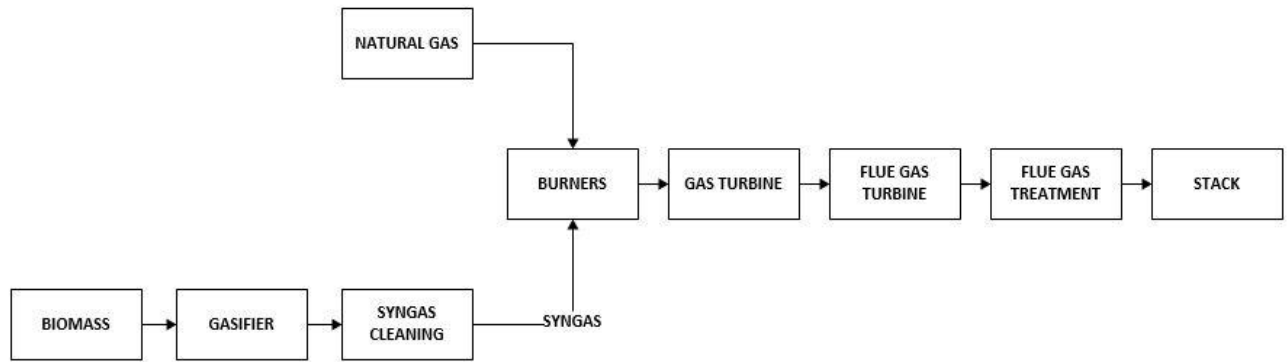 NATURAL GAS
BURNERS
GAS TURBINE
FLUE GAS
TURBINE
FLUE GAS
TREATMENT
STACK
BIOMASS
GASIFIER
SYNGAS
CLEANING
SYNGAS